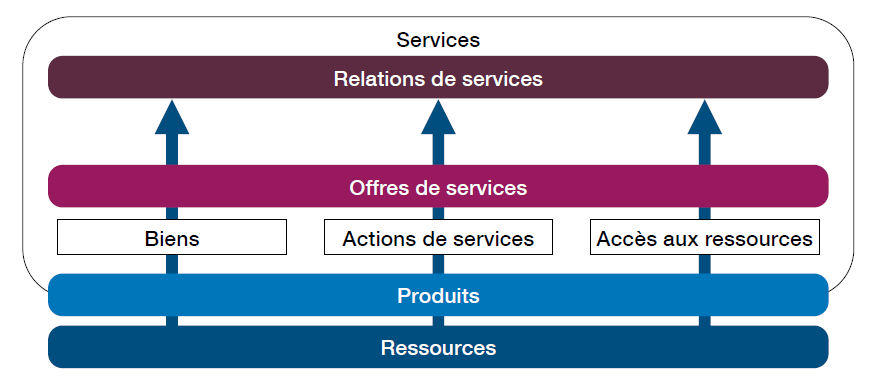 Services
Relations de services
Offres de services
Biens
Actions de services
Accès aux ressources
Produits
Ressources